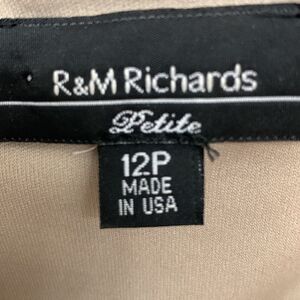 R&M Richards
Petite
12P
MADE
IN USA